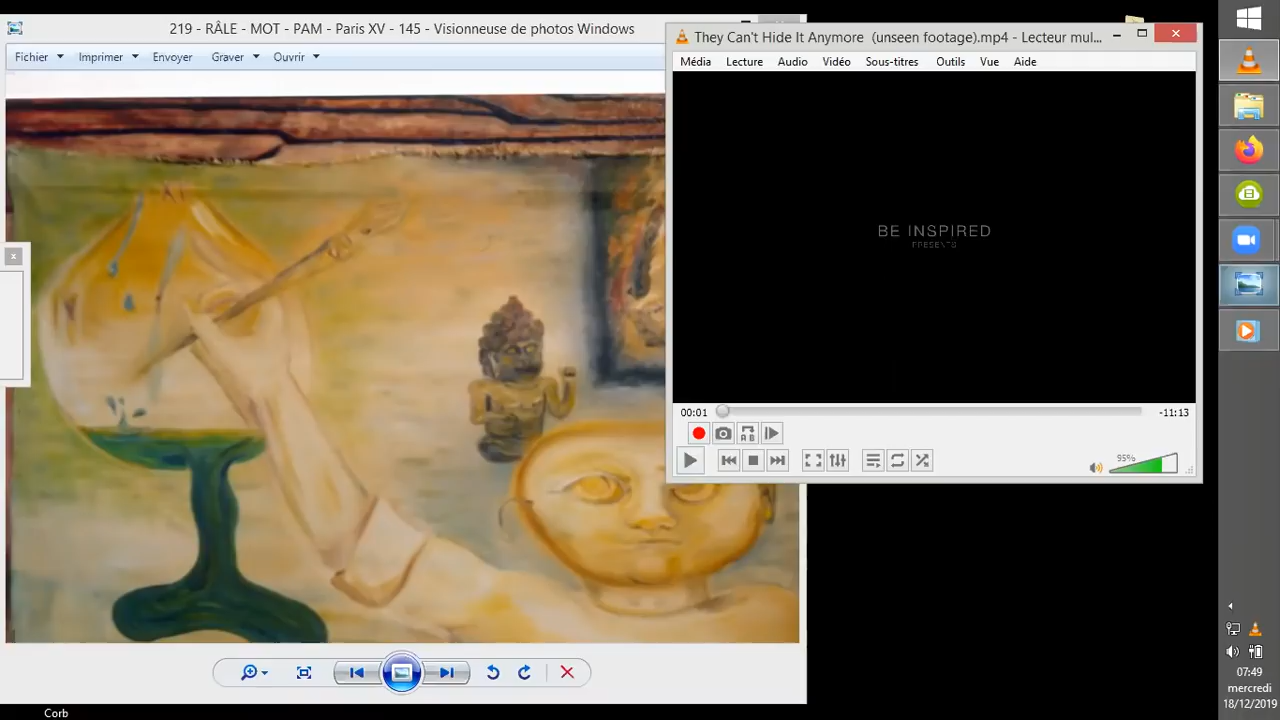 219 - RÂLE - MOT - PAM - Paris XV - 145 - Visionneuse de photos Windows
Fichier Imprimer Envoyer Graver Ouvrir
They Can't Hide It Anymore (unseen footage).mp4 - Lecteur mul...
Média Lecture Audio Vidéo Sous-titres Outils Vue Aide
BE INSPIRED
PRESENTS
00:01 -11:13
A B
95%
07:49
mercredi
18/12/2019
Corb